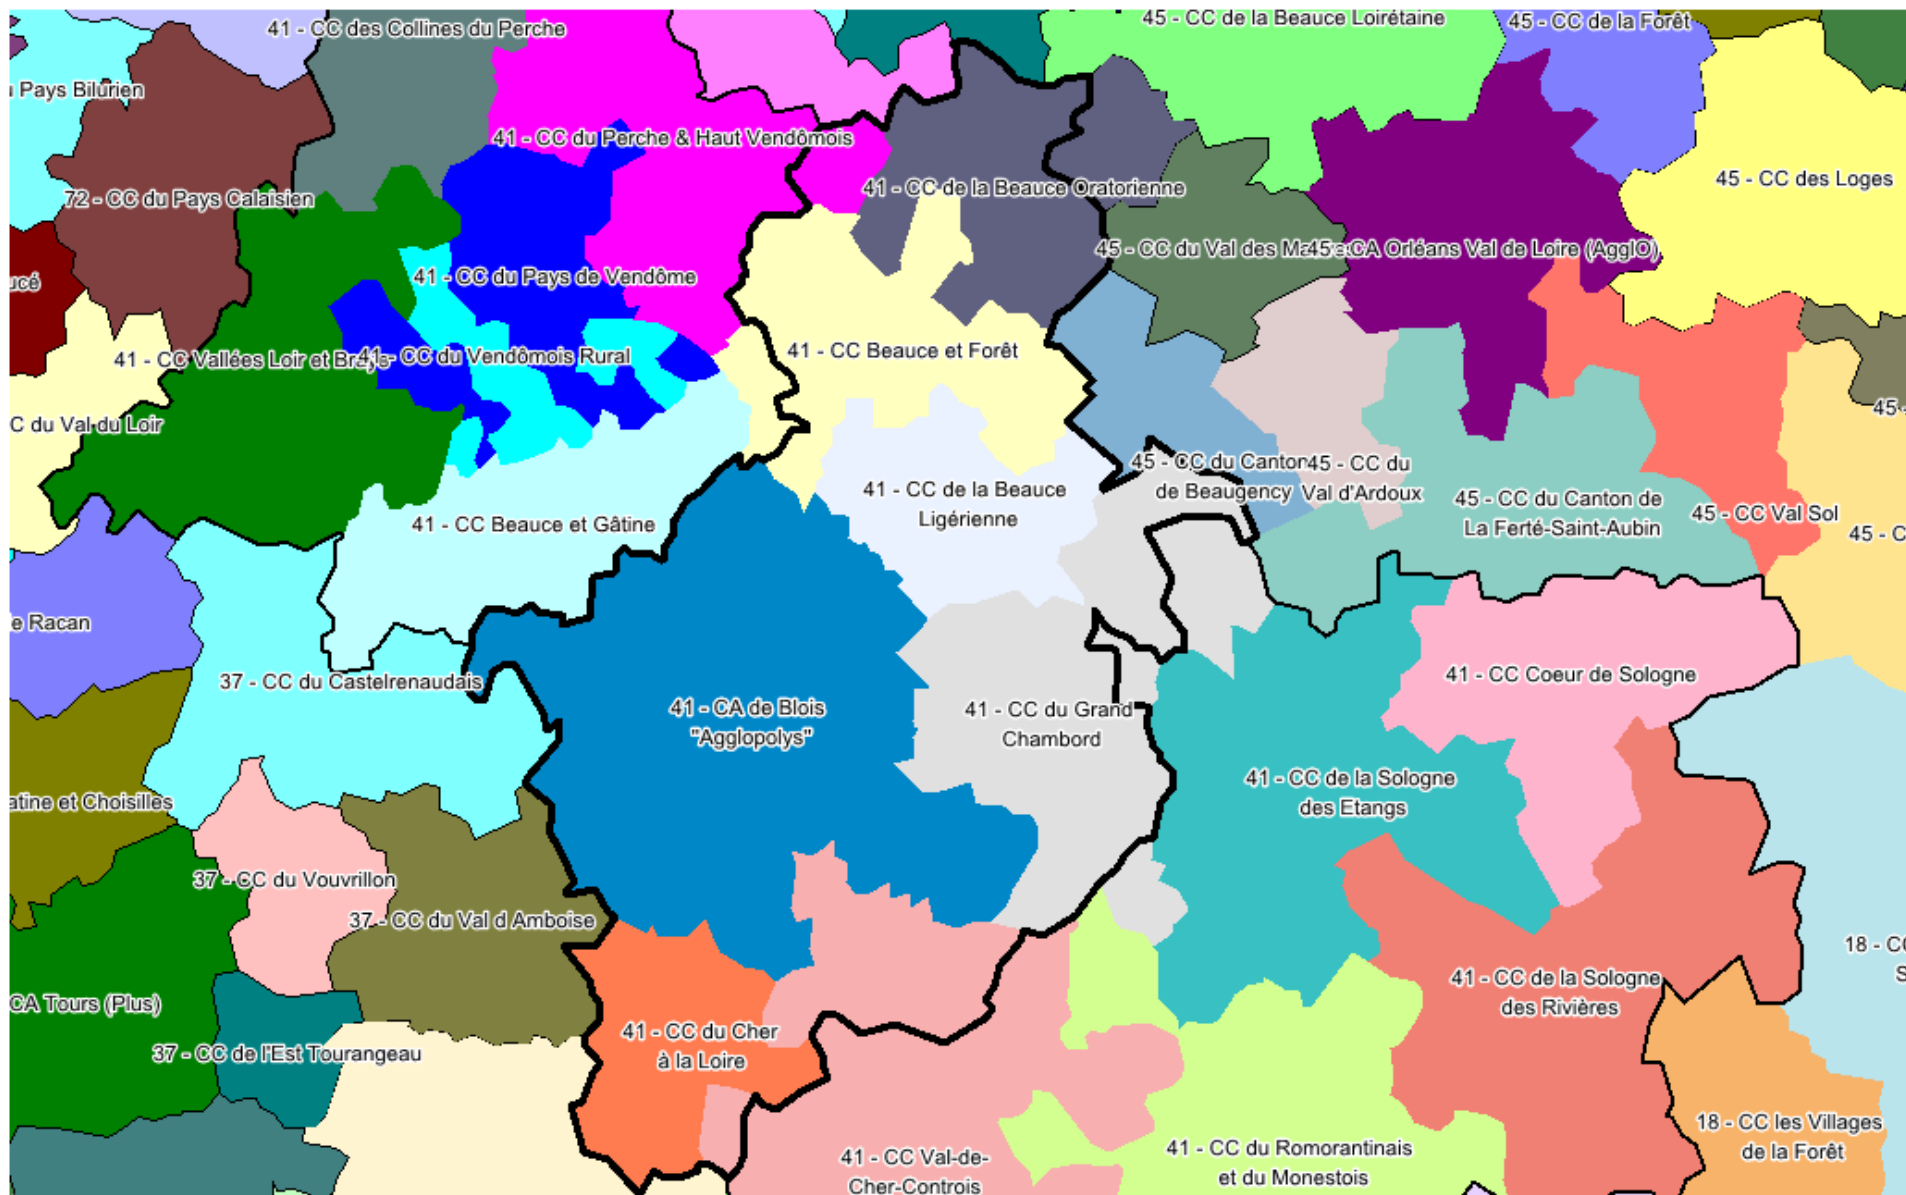 45 - CC de la Beauce Loirétaine
45 - CC de la Forêt
41 - CC des Collines du Perche
Pays Bilurien
41 - CC du Perche & Haut Vendômois
45 - CC des Loges
41 - CC de la Beauce Oratorienne
72 - CC du Pays Calaisien
45 - CC du Val des Ma
45 - CA Orléans Val de Loire (AgglO)
41 - CC du Pays de Vendôme
ucé
41 - CC Beauce et Forêt
41 - CC Vallées Loir et Braye
41 - CC du Vendômois Rural
45 -
C du Val du Loir
45 - CC du Canton
de Beaugency
45 - CC du
Val d'Ardoux
41 - CC de la Beauce
Ligérienne
45 - CC du Canton de
La Ferté-Saint-Aubin
45 - CC Val Sol
41 - CC Beauce et Gâtine
45 - C
e Racan
41 - CC Coeur de Sologne
37 - CC du Castelrenaudais
41 - CA de Blois
"Agglopolys"
41 - CC du Grand
Chambord
41 - CC de la Sologne
des Etangs
atine et Choisilles
37 - CC du Vouvrillon
37 - CC du Val d Amboise
18 - CC
S
41 - CC de la Sologne
des Rivières
CA Tours (Plus)
41 - CC du Cher
à la Loire
37 - CC de l'Est Tourangeau
18 - CC les Villages
de la Forêt
41 - CC du Romorantinais
et du Monestois
41 - CC Val-de-
Cher-Controis